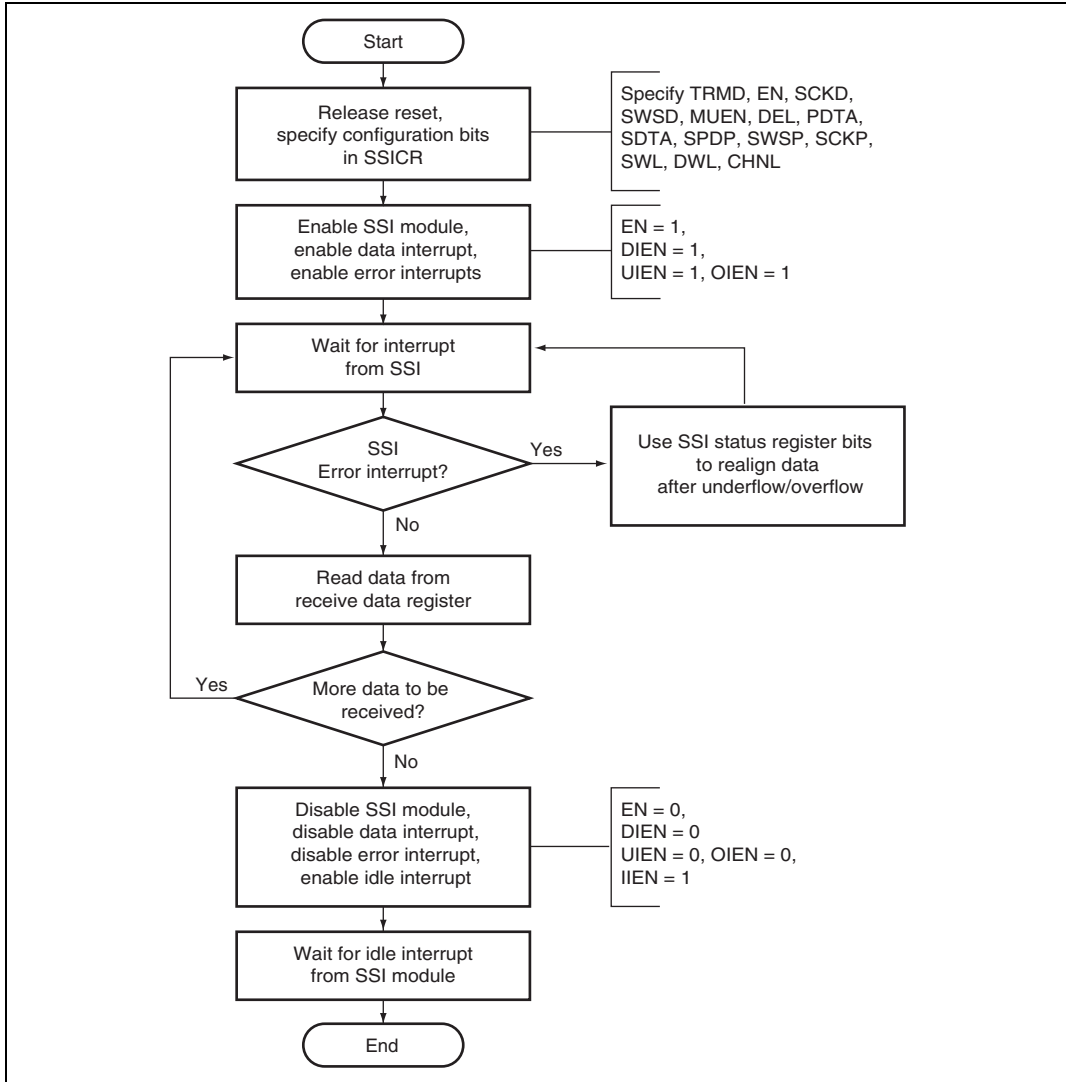 Start
Release reset,
specify configuration bits
in SSICR
Specify TRMD, EN, SCKD,
SWSD, MUEN, DEL, PDTA,
SDTA, SPDP, SWSP, SCKP,
SWL, DWL, CHNL
Enable SSI module,
enable data interrupt,
enable error interrupts
EN = 1,
DIEN = 1,
UIEN = 1, OIEN = 1
Wait for interrupt
from SSI
SSI
Error interrupt?
Yes
Use SSI status register bits
to realign data
after underflow/overflow
No
Read data from
receive data register
More data to be
received?
Yes
No
Disable SSI module,
disable data interrupt,
disable error interrupt,
enable idle interrupt
EN = 0,
DIEN = 0
UIEN = 0, OIEN = 0,
IIEN = 1
Wait for idle interrupt
from SSI module
End